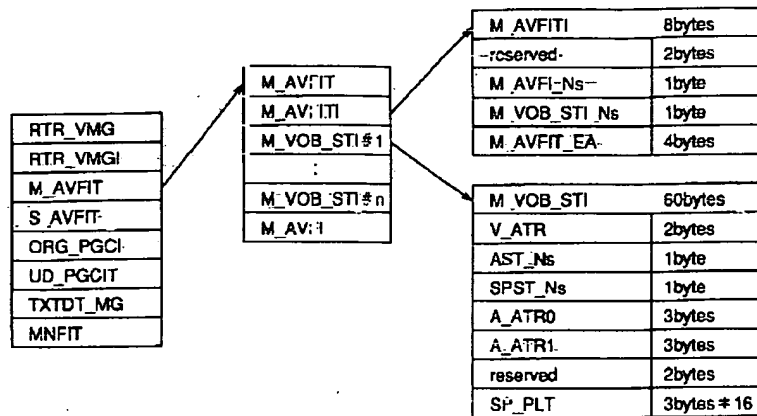 RTR_VMG
RTR_VMGI
M_AVFIT
S_AVFIT
ORG_PGCI
UD_PGCIT
TXTDT_MG
MNFIT
M_AVFIT
M_AVFITI
M_VOB_STI#1
:
M_VOB_STI#n
M_AVFI
M_AVFITI 8bytes
reserved 2bytes
M_AVFI_Ns 1byte
M_VOB_STI_Ns 1byte
M_AVFIT_EA 4bytes
M_VOB_STI 60bytes
V_ATR 2bytes
AST_Ns 1byte
SPST_Ns 1byte
A_ATR0 3bytes
A_ATR1 3bytes
reserved 2bytes
SP_PLT 3bytes*16